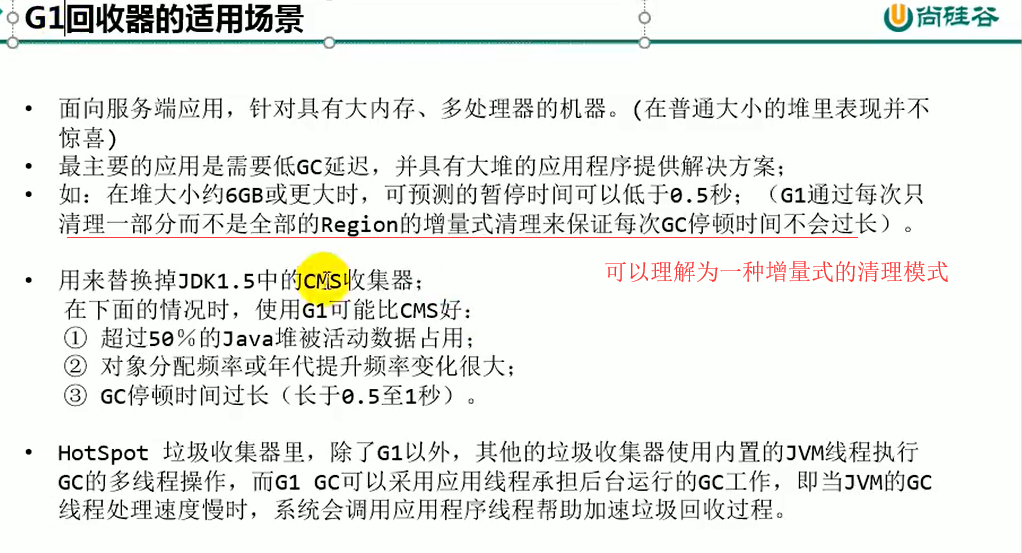 G1回收器的适用场景
尚硅谷
• 面向服务端应用，针对具有大内存、多处理器的机器。(在普通大小的堆里表现并不
惊喜)
• 最主要的应用是需要低GC延迟，并具有大堆的应用程序提供解决方案；
• 如：在堆大小约6GB或更大时，可预测的暂停时间可以低于0.5秒；（G1通过每次只
清理一部分而不是全部的Region的增量式清理来保证每次GC停顿时间不会过长）。
• 用来替换掉JDK1.5中的CMS收集器；
可以理解为一种增量式的清理模式
在下面的情况时，使用G1可能比CMS好：
① 超过50％的Java堆被活动数据占用；
② 对象分配频率或年代提升频率变化很大；
③ GC停顿时间过长（长于0.5至1秒）。
• HotSpot 垃圾收集器里，除了G1以外，其他的垃圾收集器使用内置的JVM线程执行
GC的多线程操作，而G1 GC可以采用应用线程承担后台运行的GC工作，即当JVM的GC
线程处理速度慢时，系统会调用应用程序线程帮助加速垃圾回收过程。